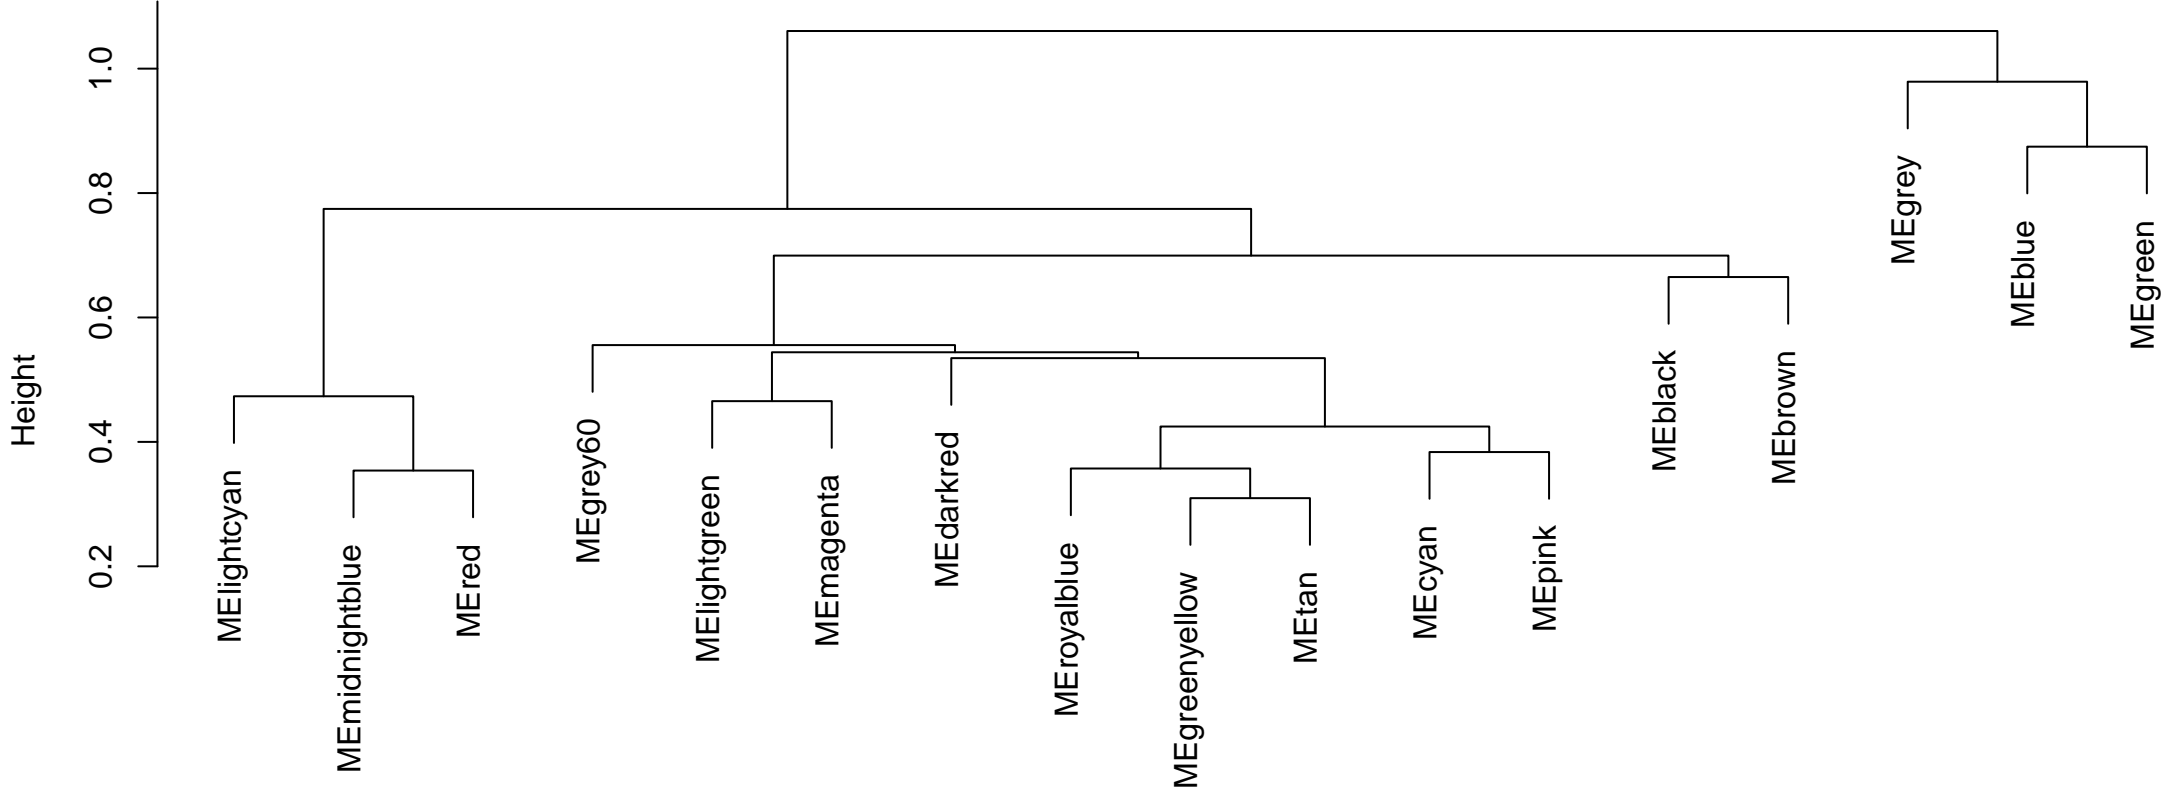 Height
1.0
0.8
0.6
0.4
0.2
MElightcyan
MEmidnightblue
MEred
MEgrey60
MElightgreen
MEmagenta
MEdarkred
MEroyalblue
MEgreenyellow
MEtan
MEcyan
MEpink
MEblack
MEbrown
MEgrey
MEblue
MEgreen